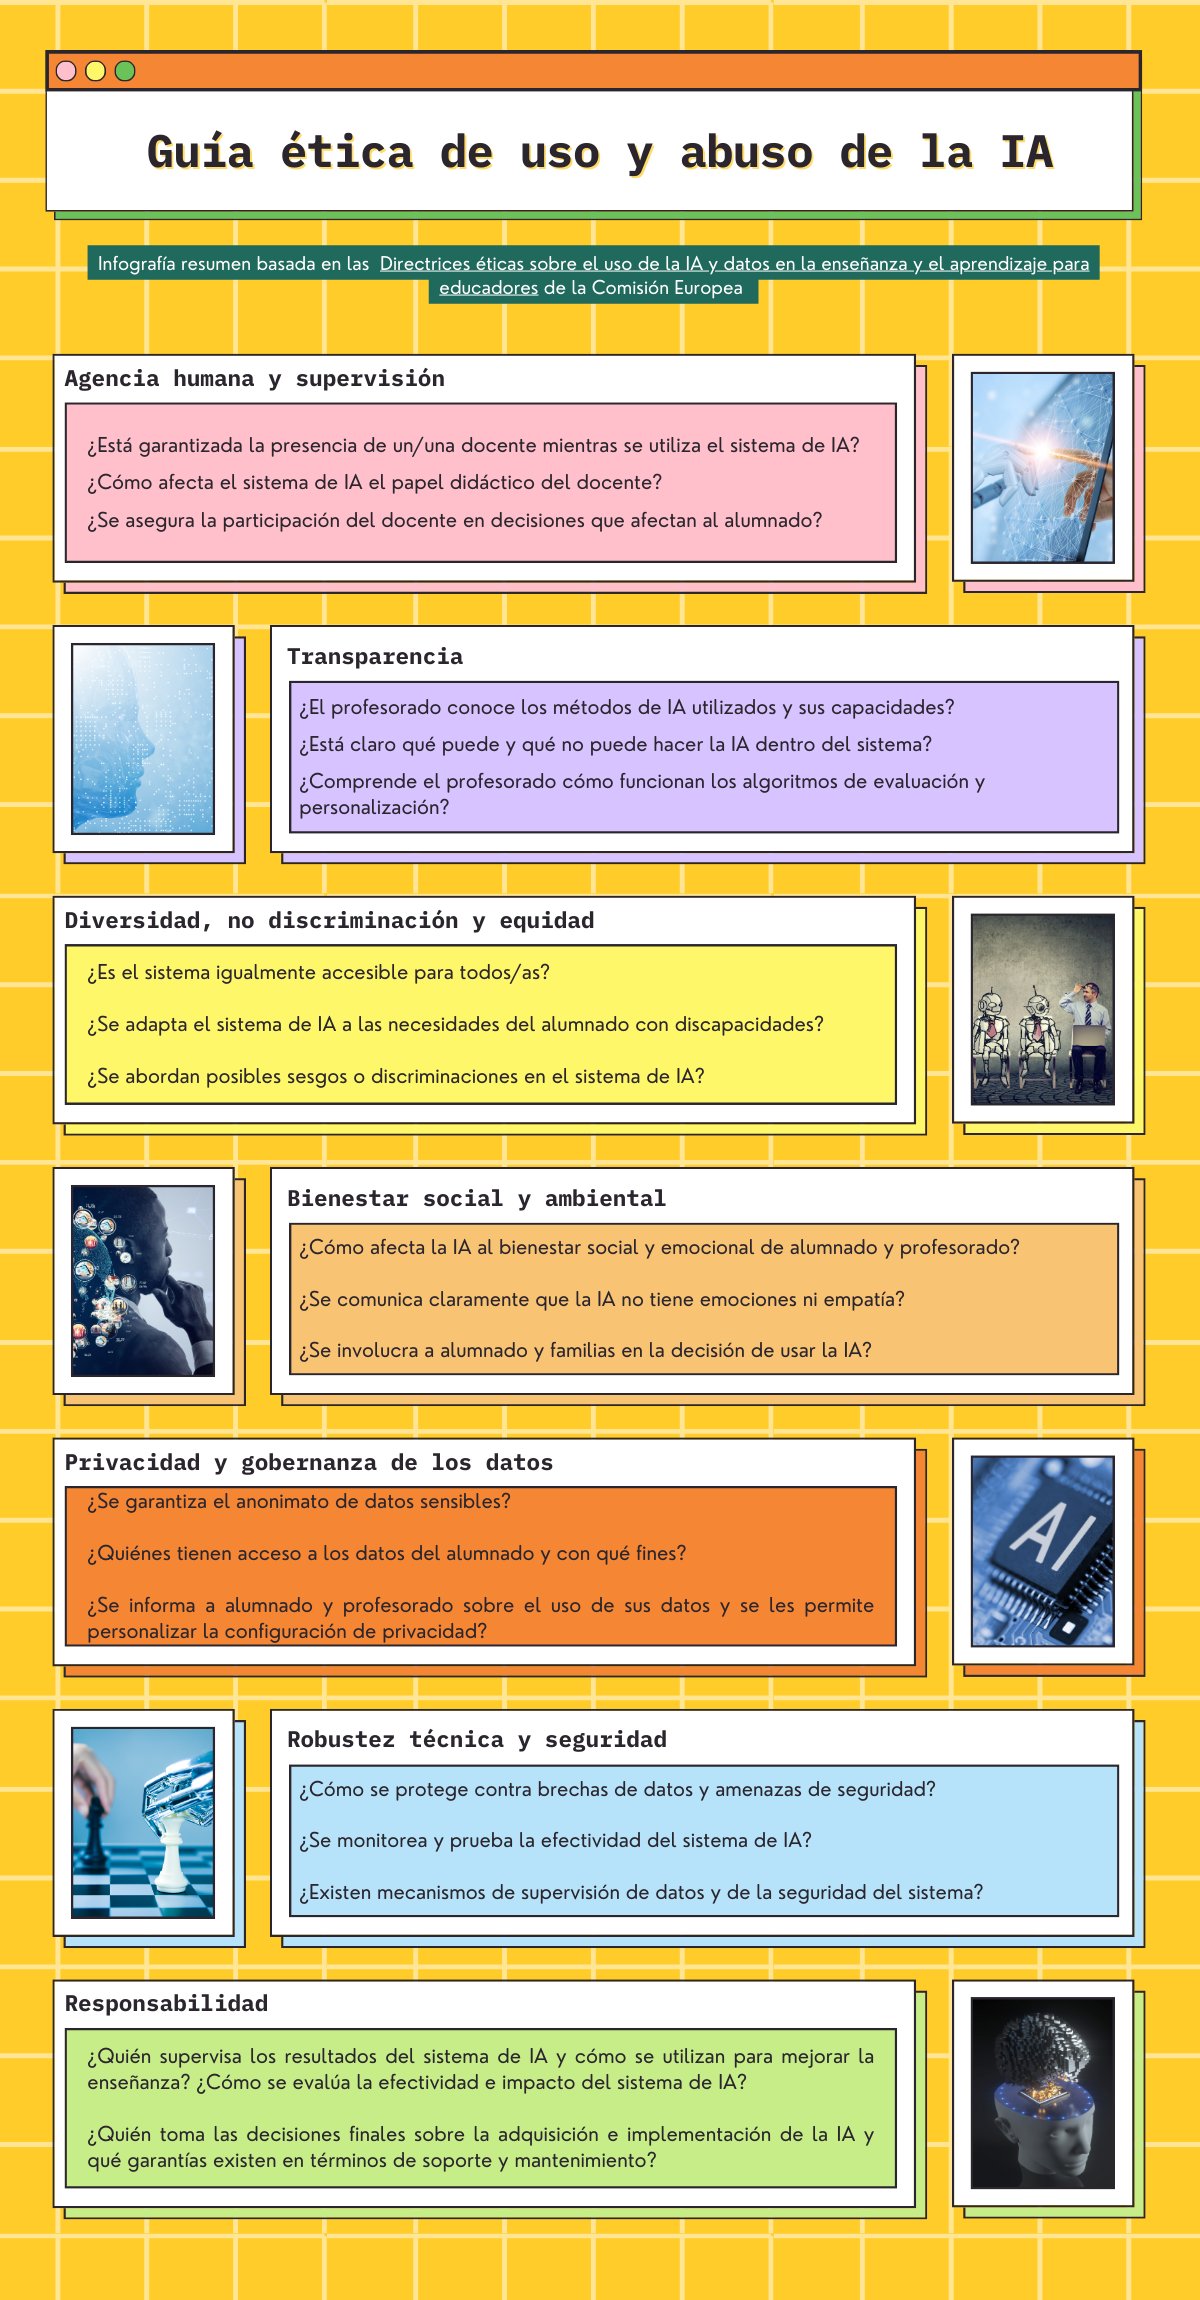 Guía ética de uso y abuso de la IA
Infografía resumen basada en las Directrices éticas sobre el uso de la IA y datos en la enseñanza y el aprendizaje para
educadores de la Comisión Europea
Agencia humana y supervisión
¿Está garantizada la presencia de un/una docente mientras se utiliza el sistema de IA?
¿Cómo afecta el sistema de IA el papel didáctico del docente?
¿Se asegura la participación del docente en decisiones que afectan al alumnado?
Transparencia
¿El profesorado conoce los métodos de IA utilizados y sus capacidades?
¿Está claro qué puede y qué no puede hacer la IA dentro del sistema?
¿Comprende el profesorado cómo funcionan los algoritmos de evaluación y
personalización?
Diversidad, no discriminación y equidad
¿Es el sistema igualmente accesible para todos/as?
¿Se adapta el sistema de IA a las necesidades del alumnado con discapacidades?
¿Se abordan posibles sesgos o discriminaciones en el sistema de IA?
Bienestar social y ambiental
¿Cómo afecta la IA al bienestar social y emocional de alumnado y profesorado?
¿Se comunica claramente que la IA no tiene emociones ni empatía?
¿Se involucra a alumnado y familias en la decisión de usar la IA?
Privacidad y gobernanza de los datos
¿Se garantiza el anonimato de datos sensibles?
¿Quiénes tienen acceso a los datos del alumnado y con qué fines?
¿Se informa a alumnado y profesorado sobre el uso de sus datos y se les permite
personalizar la configuración de privacidad?
AI
Robustez técnica y seguridad
¿Cómo se protege contra brechas de datos y amenazas de seguridad?
¿Se monitorea y prueba la efectividad del sistema de IA?
¿Existen mecanismos de supervisión de datos y de la seguridad del sistema?
Responsabilidad
¿Quién supervisa los resultados del sistema de IA y cómo se utilizan para mejorar la
enseñanza? ¿Cómo se evalúa la efectividad e impacto del sistema de IA?
¿Quién toma las decisiones finales sobre la adquisición e implementación de la IA y
qué garantías existen en términos de soporte y mantenimiento?